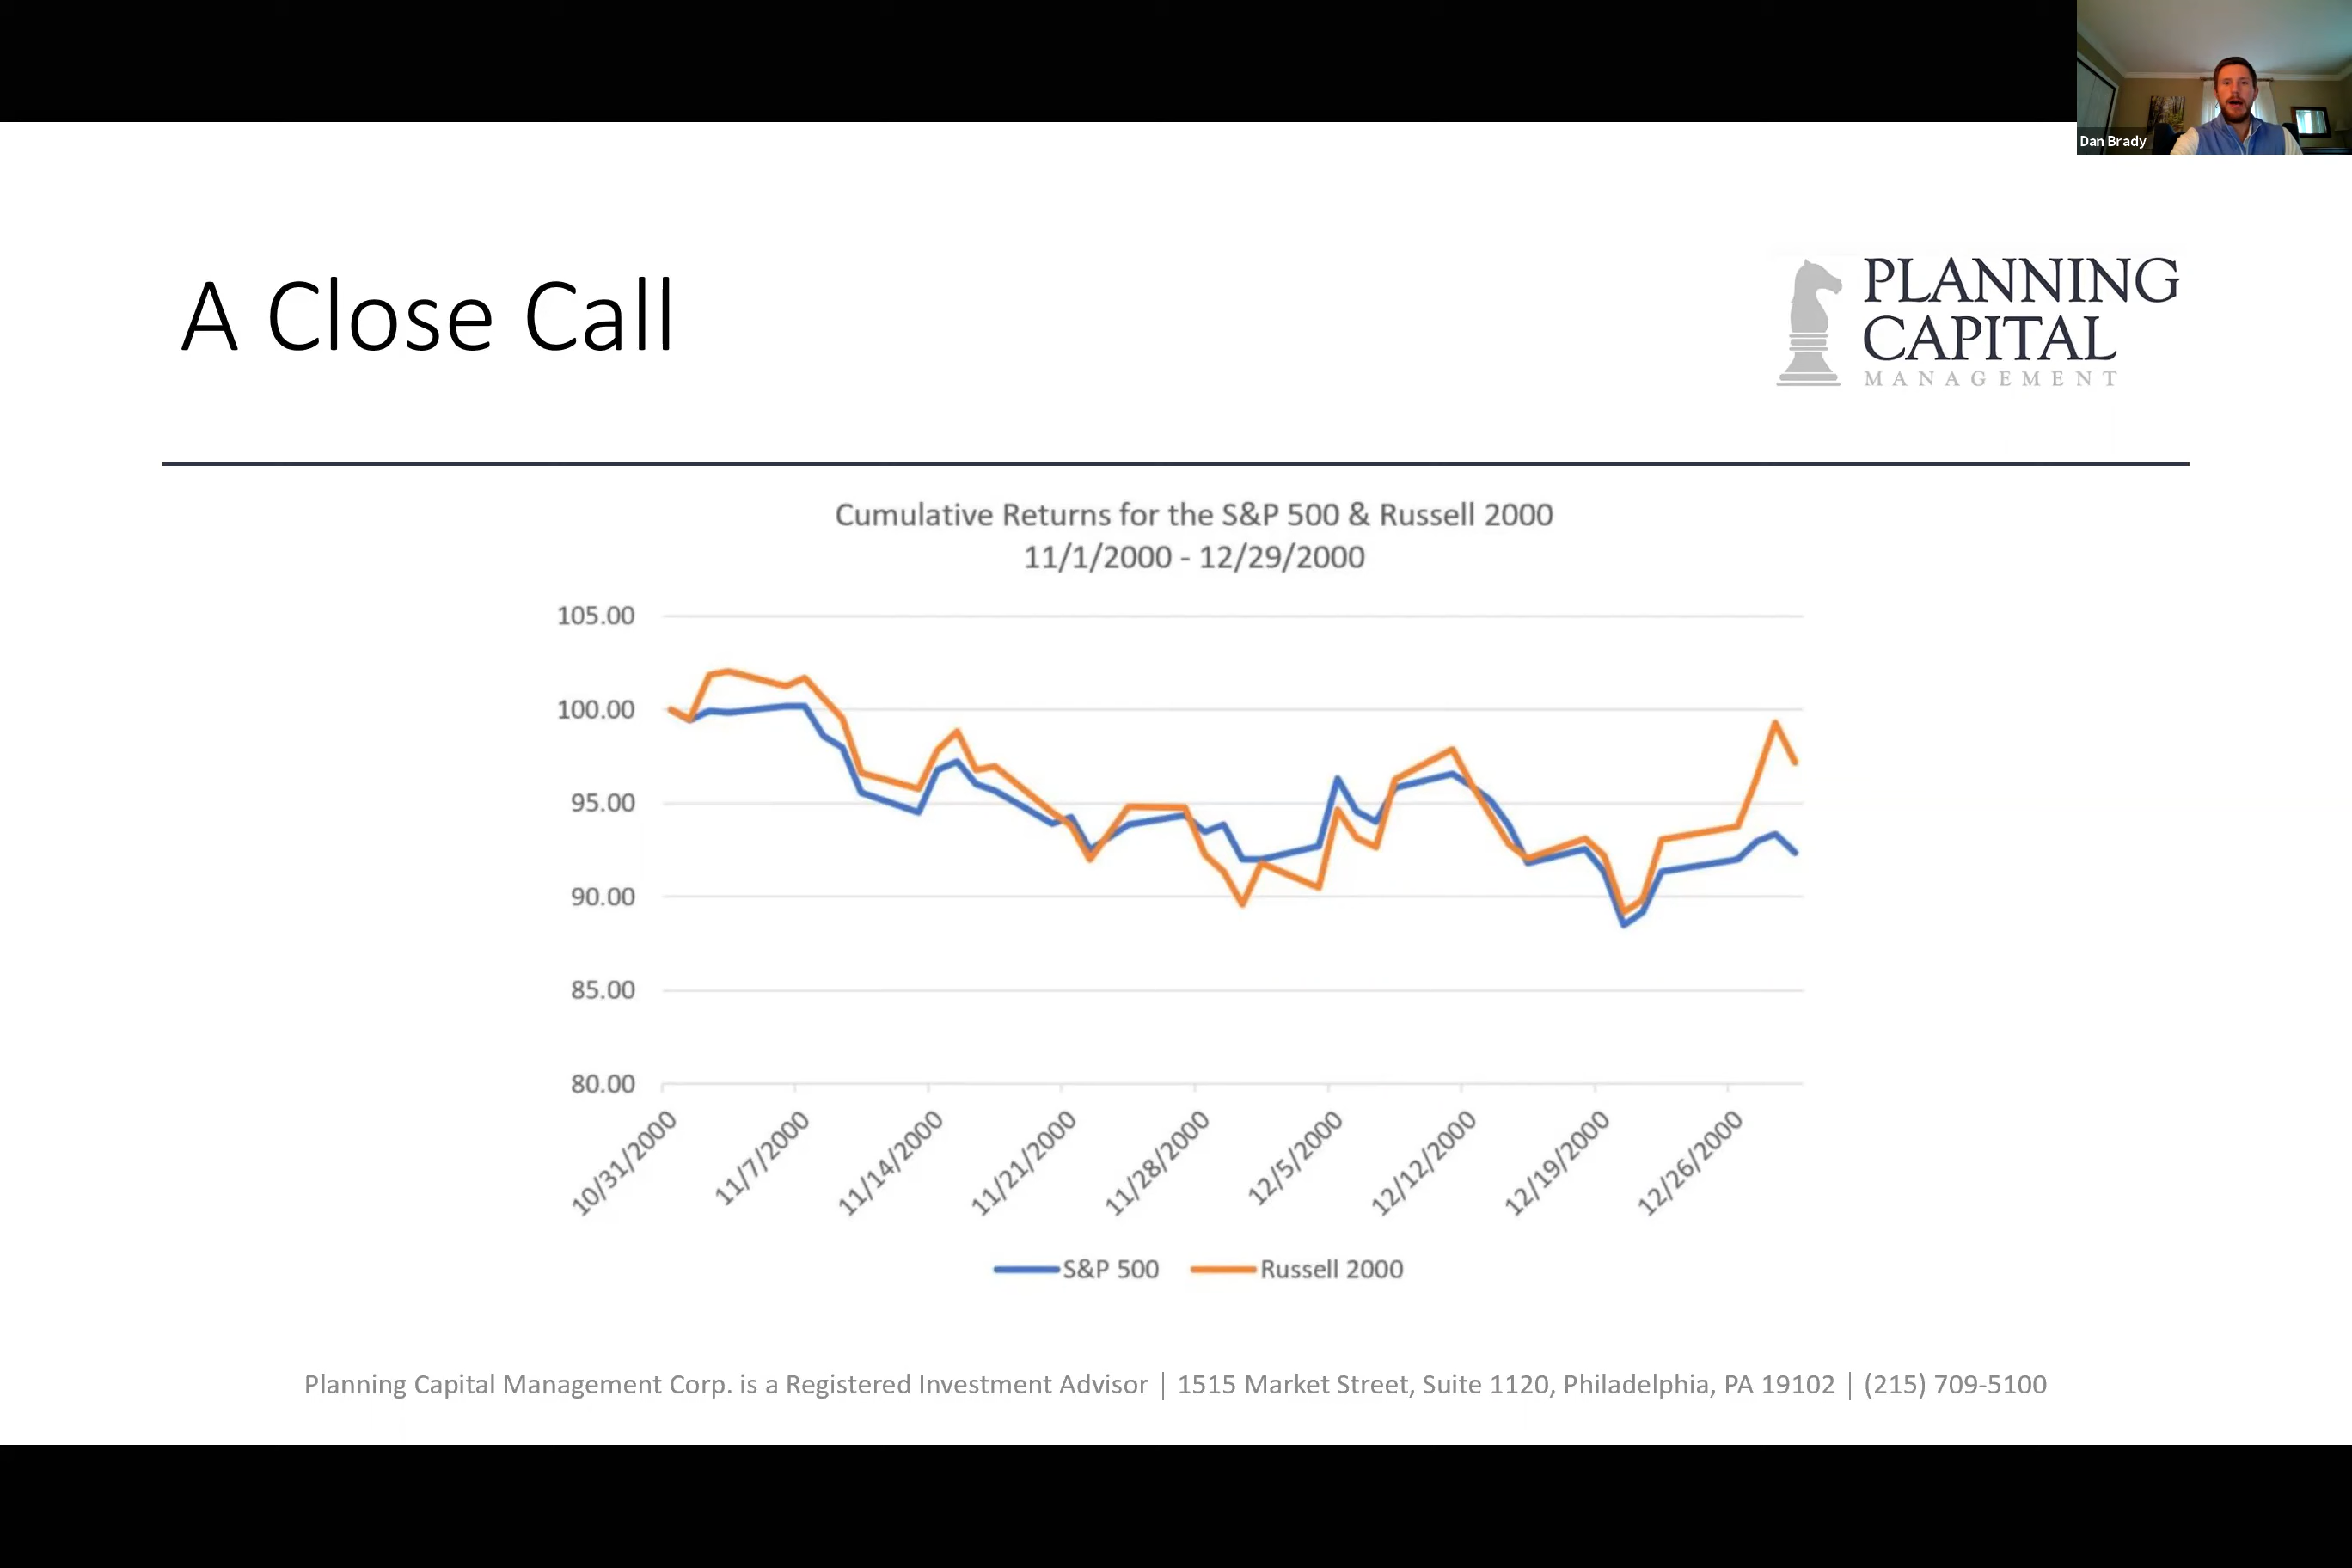 Dan Brady
A Close Call
PLANNING
CAPITAL
MANAGEMENT
Cumulative Returns for the S&P 500 & Russell 2000
11/1/2000 - 12/29/2000
105.00
100.00
95.00
90.00
85.00
80.00
10/31/2000
11/7/2000
11/14/2000
11/21/2000
11/28/2000
12/5/2000
12/12/2000
12/19/2000
12/26/2000
S&P 500
Russell 2000
Planning Capital Management Corp. is a Registered Investment Advisor | 1515 Market Street, Suite 1120, Philadelphia, PA 19102 | (215) 709-5100